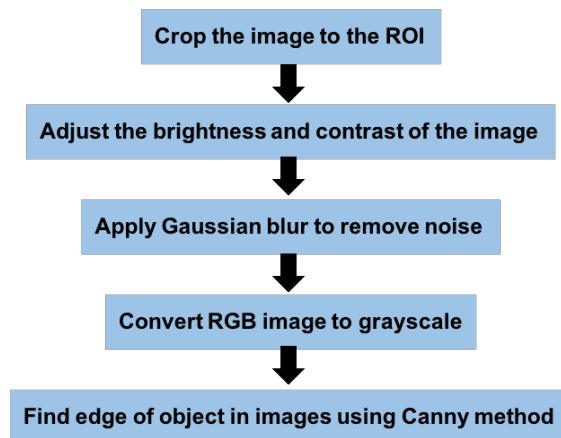 Crop the image to the ROI
Adjust the brightness and contrast of the image
Apply Gaussian blur to remove noise
Convert RGB image to grayscale
Find edge of object in images using Canny method